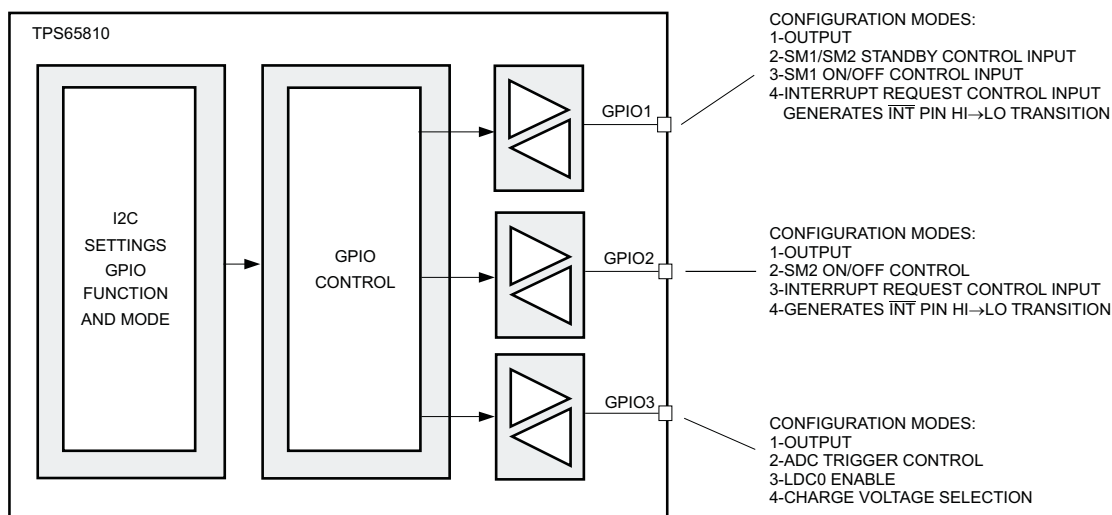 TPS65810
I2C
SETTINGS
GPIO
FUNCTION
AND MODE
GPIO
CONTROL
GPIO1
GPIO2
GPIO3
CONFIGURATION MODES:
1-OUTPUT
2-SM1/SM2 STANDBY CONTROL INPUT
3-SM1 ON/OFF CONTROL INPUT
4-INTERRUPT REQUEST CONTROL INPUT
GENERATES INT PIN HI→LO TRANSITION
CONFIGURATION MODES:
1-OUTPUT
2-SM2 ON/OFF CONTROL
3-INTERRUPT REQUEST CONTROL INPUT
4-GENERATES INT PIN HI→LO TRANSITION
CONFIGURATION MODES:
1-OUTPUT
2-ADC TRIGGER CONTROL
3-LDC0 ENABLE
4-CHARGE VOLTAGE SELECTION